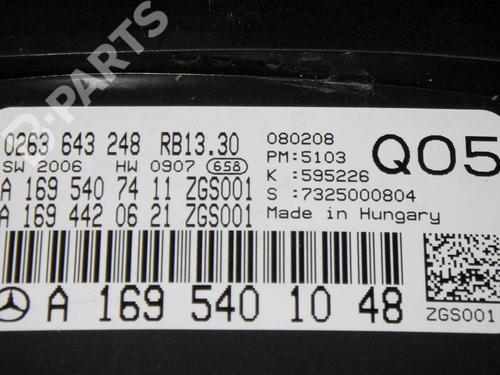 0263 643 248 RB13.30
SW 2006 HW 0907 658
A 169 540 74 11 ZGS001
A 169 442 06 21 ZGS001
080208
PM:5103
K :595226
S :7325000804
Made in Hungary
Q05
A 169 540 10 48
ZGS001
B-PARTS